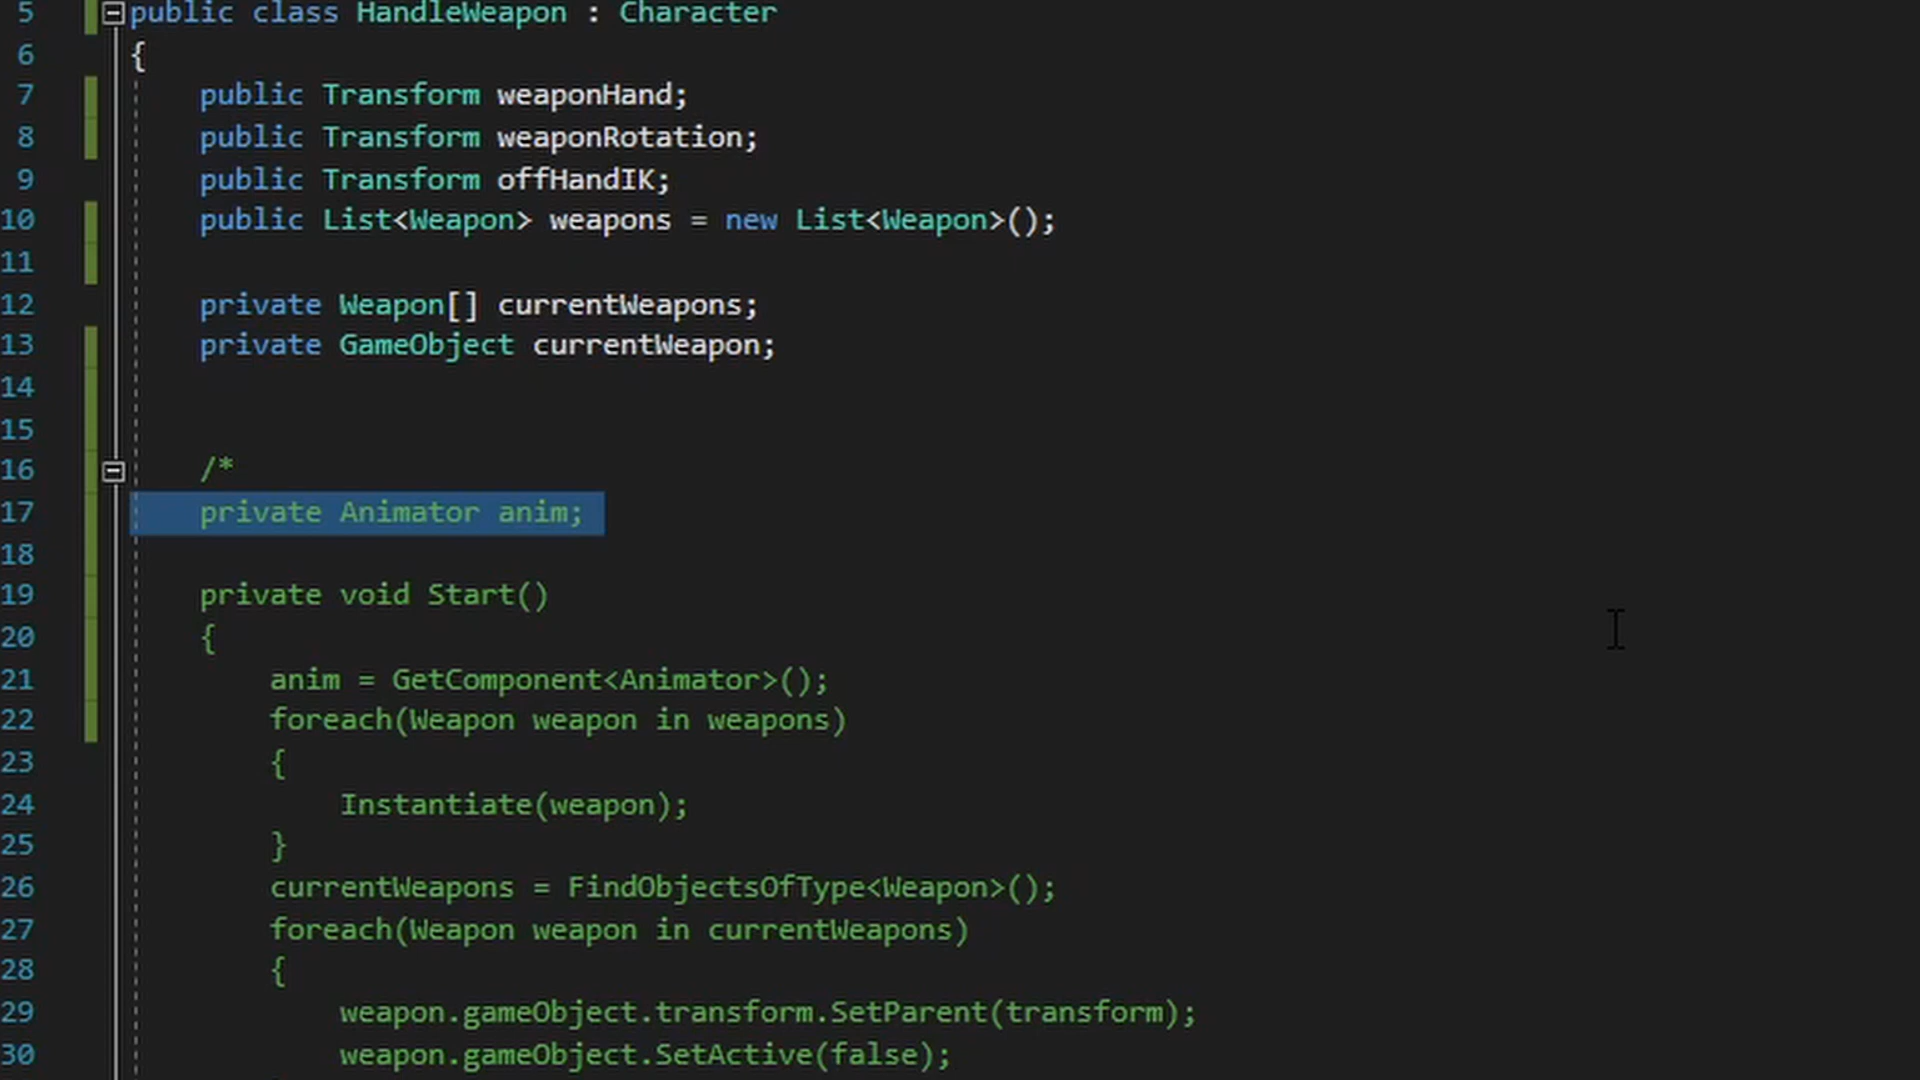 5 public class HandleWeapon : Character
6 {
7 public Transform weaponHand;
8 public Transform weaponRotation;
9 public Transform offHandIK;
10 public List<Weapon> weapons = new List<Weapon>();
11
12 private Weapon[] currentWeapons;
13 private GameObject currentWeapon;
14
15
16 /*
17 private Animator anim;
18
19 private void Start()
20 {
21 anim = GetComponent<Animator>();
22 foreach(Weapon weapon in weapons)
23 {
24 Instantiate(weapon);
25 }
26 currentWeapons = FindObjectsOfType<Weapon>();
27 foreach(Weapon weapon in currentWeapons)
28 {
29 weapon.gameObject.transform.SetParent(transform);
30 weapon.gameObject.SetActive(false);